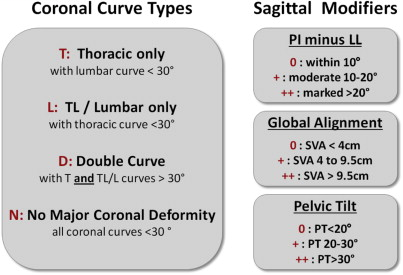 Coronal Curve Types
T: Thoracic only
with lumbar curve < 30°
L: TL / Lumbar only
with thoracic curve <30°
D: Double Curve
with T and TL/L curves > 30°
N: No Major Coronal Deformity
all coronal curves <30 °
Sagittal Modifiers
PI minus LL
0 : within 10°
+ : moderate 10-20°
++ : marked >20°
Global Alignment
0 : SVA < 4cm
+ : SVA 4 to 9.5cm
++ : SVA > 9.5cm
Pelvic Tilt
0 : PT<20°
+ : PT 20-30°
++ : PT>30°